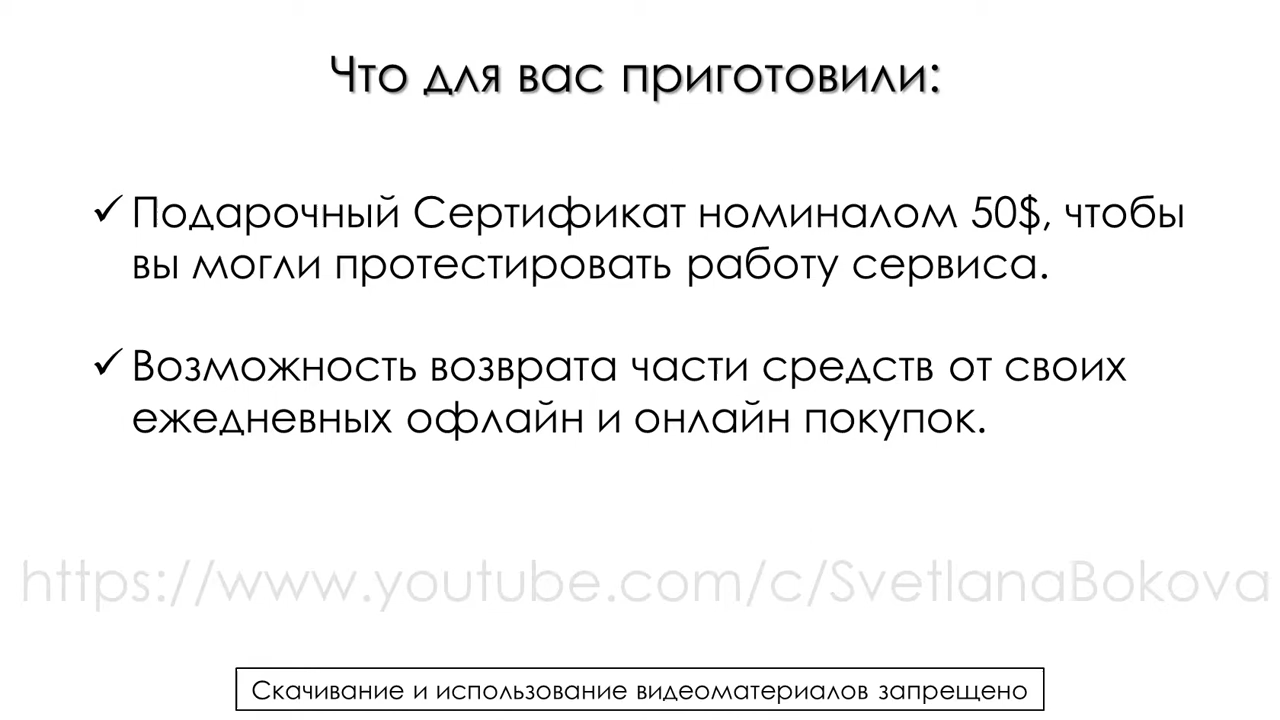 Что для вас приготовили:
✓ Подарочный Сертификат номиналом 50$, чтобы
вы могли протестировать работу сервиса.
✓ Возможность возврата части средств от своих
ежедневных офлайн и онлайн покупок.
https://www.youtube.com/c/SvetlanaBokova
Скачивание и использование видеоматериалов запрещено